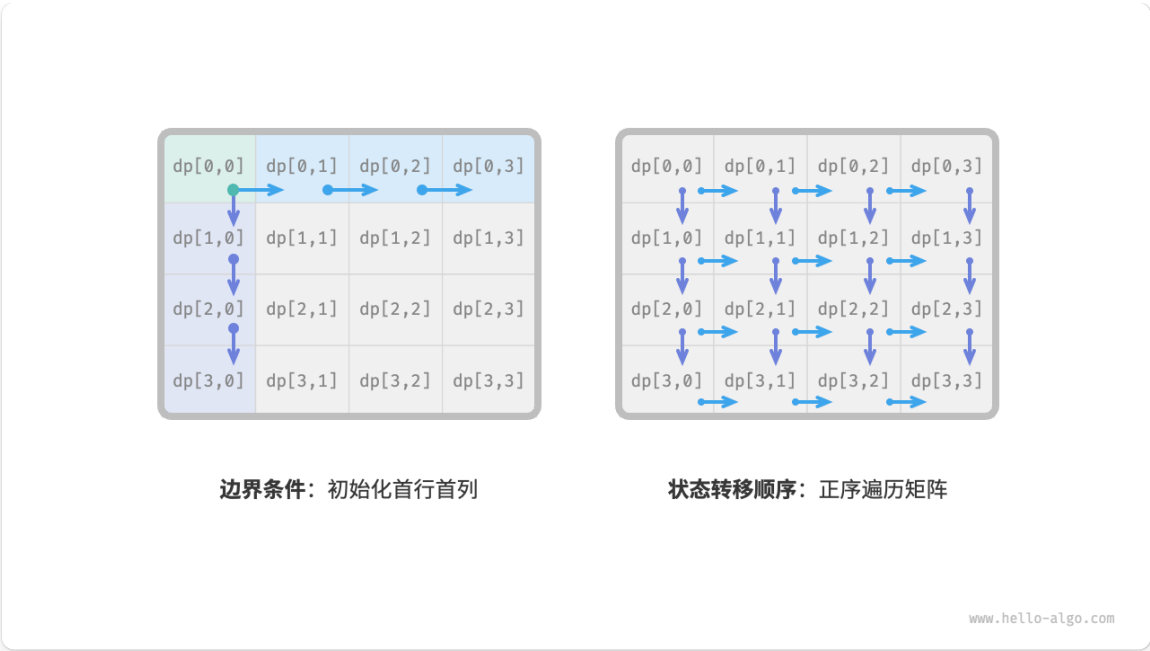 dp[0,0] dp[0,1] dp[0,2] dp[0,3]
dp[1,0] dp[1,1] dp[1,2] dp[1,3]
dp[2,0] dp[2,1] dp[2,2] dp[2,3]
dp[3,0] dp[3,1] dp[3,2] dp[3,3]
边界条件：初始化首行首列
dp[0,0] dp[0,1] dp[0,2] dp[0,3]
dp[1,0] dp[1,1] dp[1,2] dp[1,3]
dp[2,0] dp[2,1] dp[2,2] dp[2,3]
dp[3,0] dp[3,1] dp[3,2] dp[3,3]
状态转移顺序：正序遍历矩阵
www.hello-algo.com